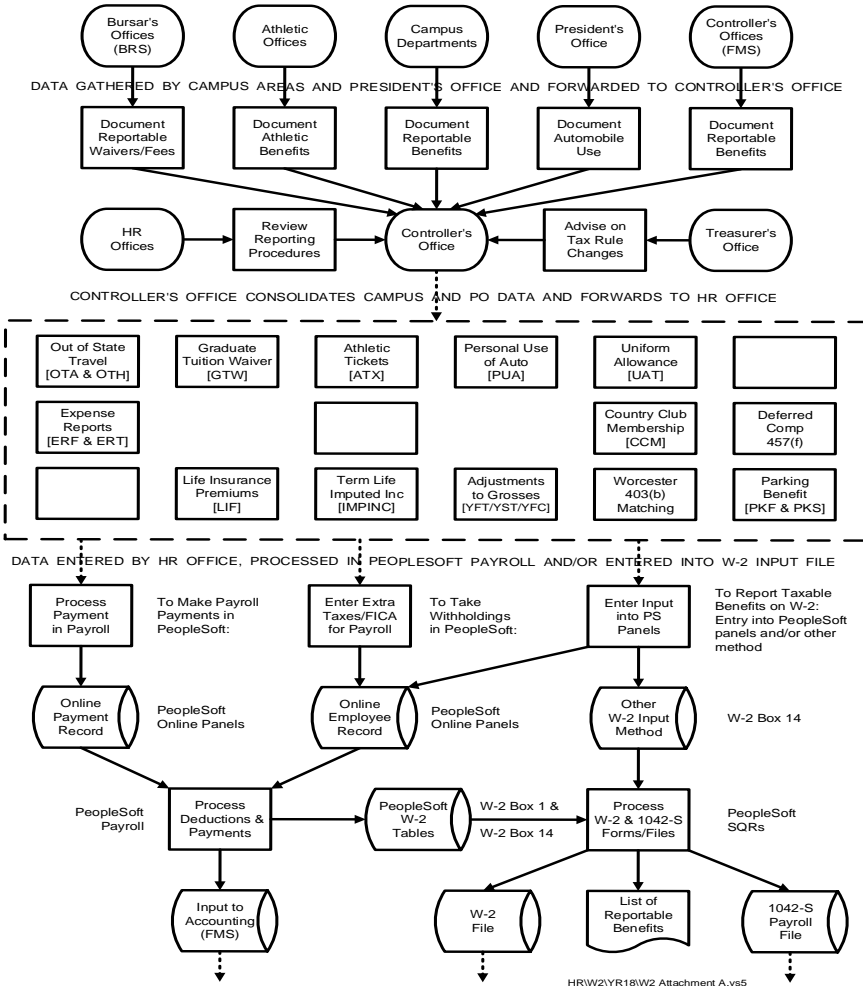 Bursar's
Offices
(BRS)
Athletic
Offices
Campus
Departments
President's
Office
Controller's
Offices
(FMS)
DATA GATHERED BY CAMPUS AREAS AND PRESIDENT'S OFFICE AND FORWARDED TO CONTROLLER'S OFFICE
Document
Reportable
Waivers/Fees
Document
Athletic
Benefits
Document
Reportable
Benefits
Document
Automobile
Use
Document
Reportable
Benefits
HR
Offices
Review
Reporting
Procedures
Controller's
Office
Advise on
Tax Rule
Changes
Treasurer's
Office
CONTROLLER'S OFFICE CONSOLIDATES CAMPUS AND PO DATA AND FORWARDS TO HR OFFICE
Out of State
Travel
[OTA & OTH]
Graduate
Tuition Waiver
[GTW]
Athletic
Tickets
[ATX]
Personal Use
of Auto
[PUA]
Uniform
Allowance
[UAT]
Expense
Reports
[ERF & ERT]
Country Club
Membership
[CCM]
Deferred
Comp
457(f)
Life Insurance
Premiums
[LIF]
Term Life
Imputed Inc
[IMPINC]
Adjustments
to Grosses
[YFT/YST/YFC]
Worcester
403(b)
Matching
Parking
Benefit
[PKF & PKS]
DATA ENTERED BY HR OFFICE, PROCESSED IN PEOPLESOFT PAYROLL AND/OR ENTERED INTO W-2 INPUT FILE
Process
Payment
in Payroll
To Make Payroll
Payments in
PeopleSoft:
Enter Extra
Taxes/FICA
for Payroll
To Take
Withholdings
in PeopleSoft:
Enter Input
into PS
Panels
To Report Taxable
Benefits on W-2:
Entry into PeopleSoft
panels and/or other
method
Online
Payment
Record
PeopleSoft
Online Panels
Online
Employee
Record
PeopleSoft
Online Panels
Other
W-2 Input
Method
W-2 Box 14
PeopleSoft
Payroll
Process
Deductions &
Payments
PeopleSoft
W-2
Tables
W-2 Box 1 &
W-2 Box 14
Process
W-2 & 1042-S
Forms/Files
PeopleSoft
SQRs
Input to
Accounting
(FMS)
W-2
File
List of
Reportable
Benefits
1042-S
Payroll
File
HR\W2\YR18\W2 Attachment A.vs5